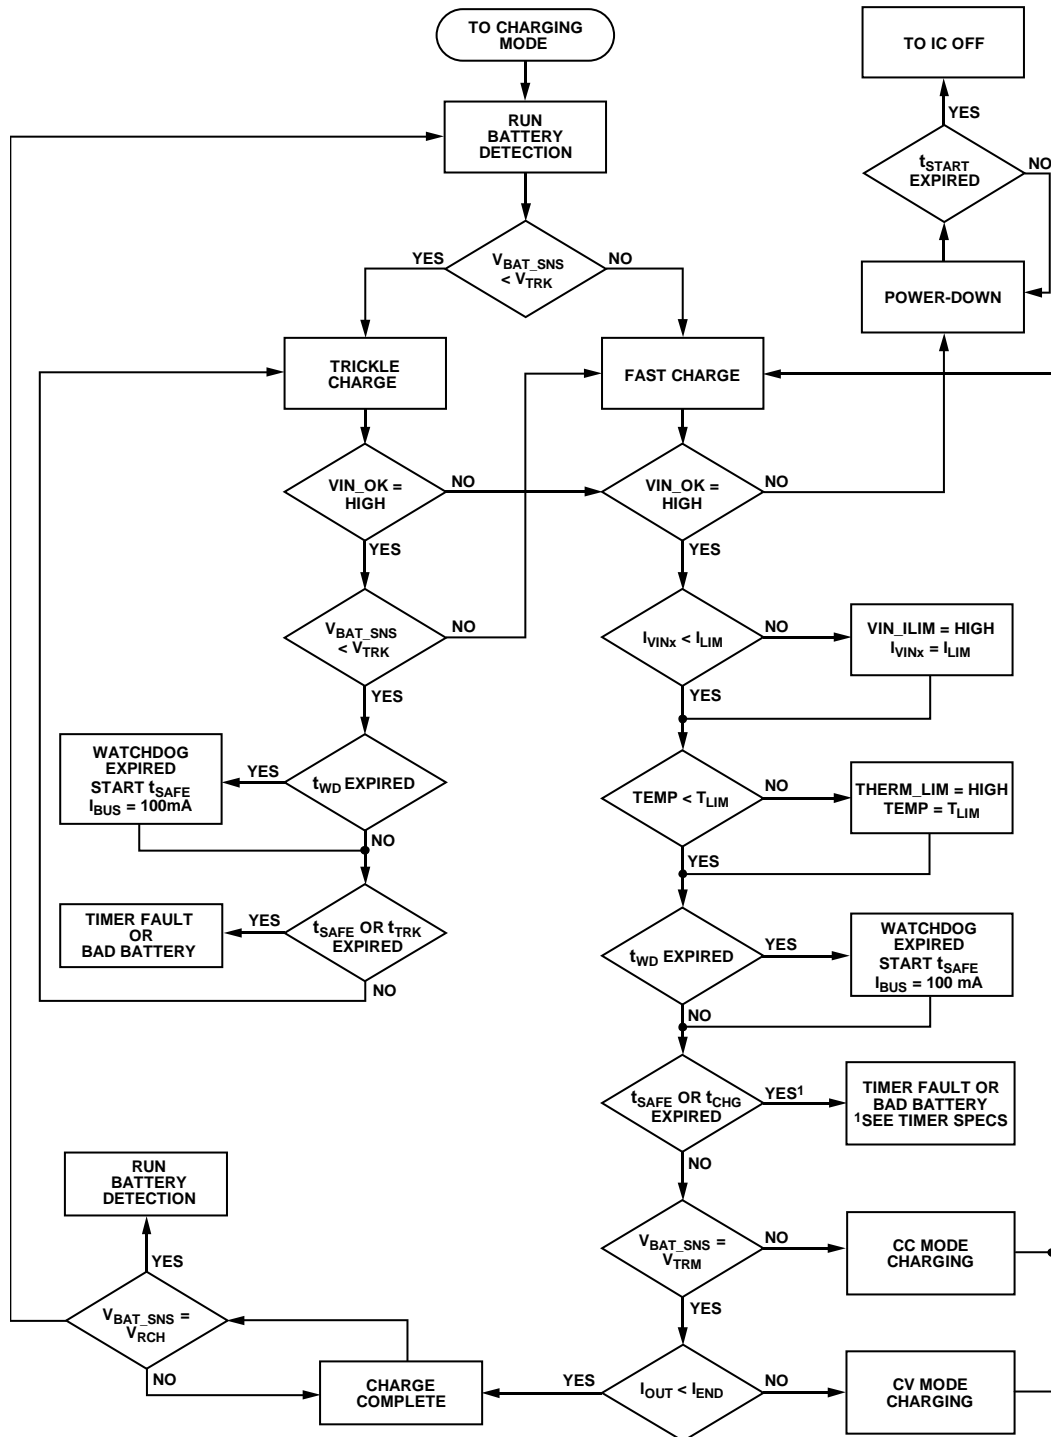 TO CHARGING
MODE
TO IC OFF
YES
RUN
BATTERY
DETECTION
tSTART
EXPIRED
NO
YES
VBAT_SNS
< VTRK
NO
POWER-DOWN
TRICKLE
CHARGE
FAST CHARGE
VIN_OK =
HIGH
NO
VIN_OK =
HIGH
NO
YES
YES
VBAT_SNS
< VTRK
NO
IVINx < ILIM
NO
VIN_ILIM = HIGH
IVINx = ILIM
YES
YES
WATCHDOG
EXPIRED
START tSAFE
IBUS = 100mA
YES
tWD EXPIRED
NO
TEMP < TLIM
NO
THERM_LIM = HIGH
TEMP = TLIM
YES
TIMER FAULT
OR
BAD BATTERY
YES
tSAFE OR tTRK
EXPIRED
NO
tWD EXPIRED
YES
WATCHDOG
EXPIRED
START tSAFE
IBUS = 100 mA
NO
tSAFE OR tCHG
EXPIRED
YES¹
TIMER FAULT OR
BAD BATTERY
¹SEE TIMER SPECS
NO
RUN
BATTERY
DETECTION
YES
VBAT_SNS =
VTRM
NO
CC MODE
CHARGING
YES
VBAT_SNS =
VRCH
NO
CHARGE
COMPLETE
YES
IOUT < IEND
NO
CV MODE
CHARGING